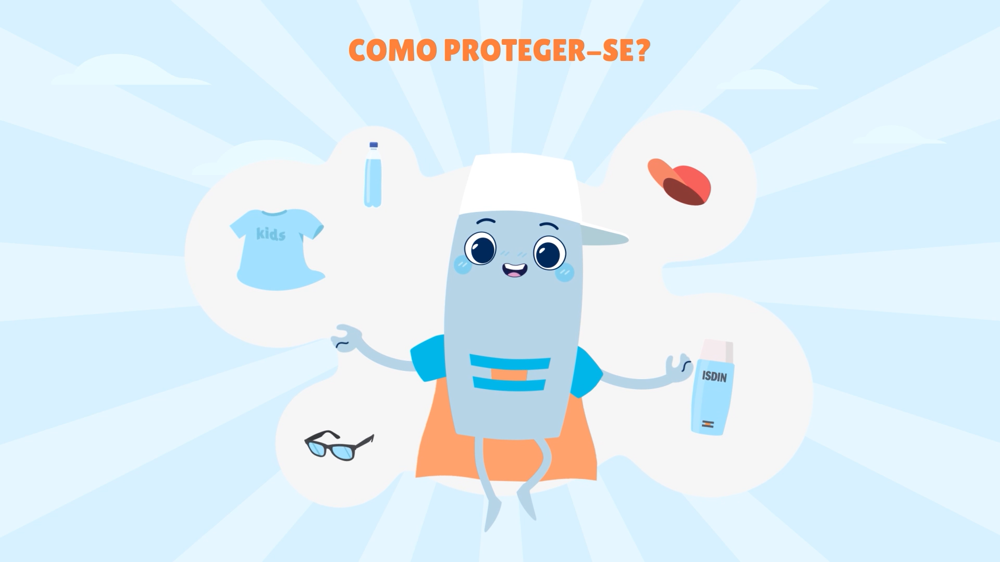 COMO PROTEGER-SE?
kids
ISDIN